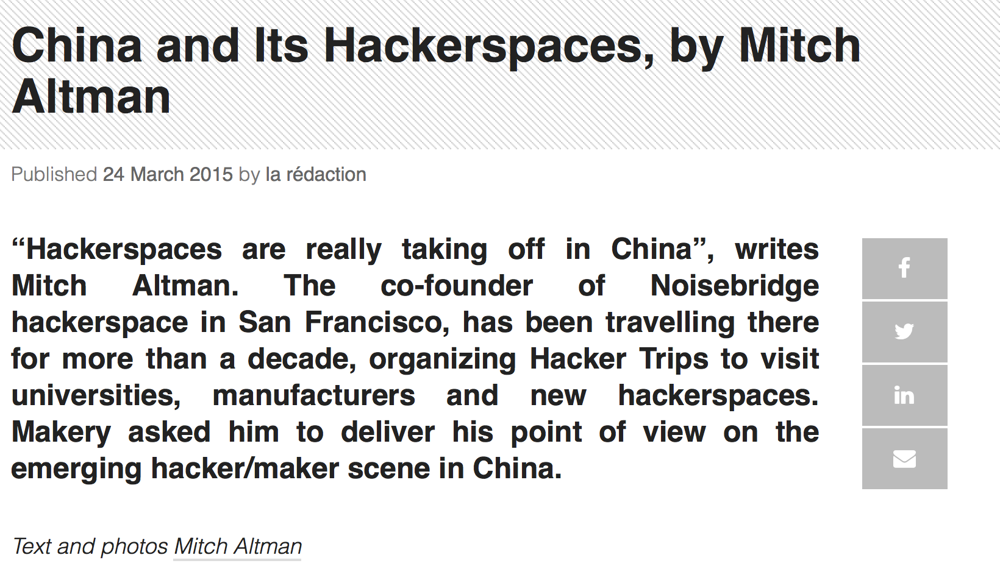 China and Its Hackerspaces, by Mitch
Altman
Published 24 March 2015 by la rédaction
“Hackerspaces are really taking off in China”, writes
Mitch Altman. The co-founder of Noisebridge
hackerspace in San Francisco, has been travelling there
for more than a decade, organizing Hacker Trips to visit
universities, manufacturers and new hackerspaces.
Makery asked him to deliver his point of view on the
emerging hacker/maker scene in China.
Text and photos Mitch Altman